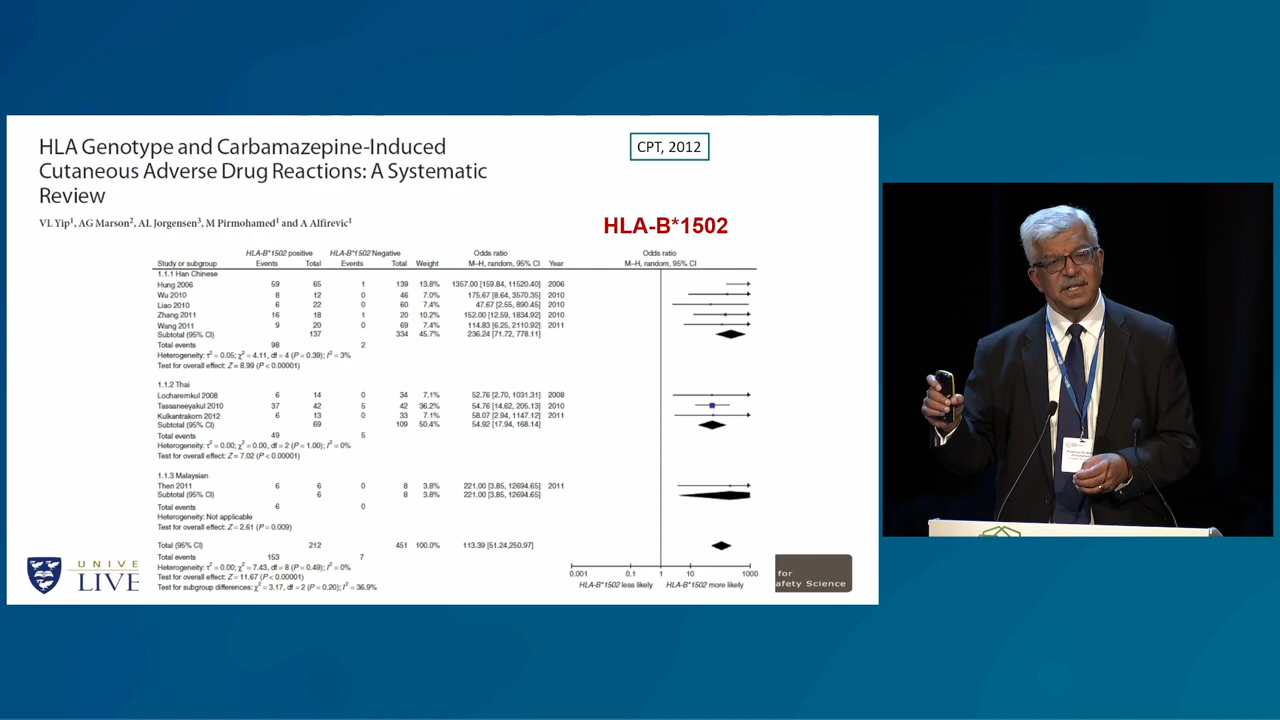 HLA Genotype and Carbamazepine-Induced
Cutaneous Adverse Drug Reactions: A Systematic
Review
CPT, 2012
VL Yip1, AG Marson2, AL Jorgensen3, M Pirmohamed1 and A Alfirevic1
HLA-B*1502
HLA-B*1502 positive HLA-B*1502 Negative Odds ratio Odds ratio
Study or subgroup Events Total Events Total Weight M–H, random, 95% CI Year M–H, random, 95% CI
1.1.1 Han Chinese
Hung 2006 59 65 1 139 13.8% 1357.00 [159.84, 11520.40] 2006
Wu 2010 8 12 0 46 7.0% 175.67 [8.64, 3570.35] 2010
Liao 2010 6 22 0 60 7.4% 47.67 [2.55, 890.45] 2010
Zhang 2011 16 18 1 20 10.2% 152.00 [12.59, 1834.92] 2010
Wang 2011 9 20 0 69 7.4% 114.83 [6.25, 2110.92] 2011
Subtotal (95% CI) 137 334 45.7% 236.24 [71.72, 778.11]
Total events 98 2
Heterogeneity: τ2 = 0.05; χ2 = 4.11, df = 4 (P = 0.39); I2 = 3%
Test for overall effect: Z = 8.99 (P < 0.00001)
1.1.2 Thai
Locharernkul 2008 6 14 0 34 7.1% 52.76 [2.70, 1031.31] 2008
Tassaneeyakul 2010 37 42 5 42 36.2% 54.76 [14.62, 205.13] 2010
Kulkantrakorn 2012 6 13 0 33 7.1% 58.07 [2.94, 1147.12] 2011
Subtotal (95% CI) 69 109 50.4% 54.92 [17.94, 168.14]
Total events 49 5
Heterogeneity: τ2 = 0.00; χ2 = 0.00, df = 2 (P = 1.00); I2 = 0%
Test for overall effect: Z = 7.02 (P < 0.00001)
1.1.3 Malaysian
Then 2011 6 6 0 8 3.8% 221.00 [3.85, 12694.65] 2011
Subtotal (95% CI) 6 8 3.8% 221.00 [3.85, 12694.65]
Total events 6 0
Heterogeneity: Not applicable
Test for overall effect: Z = 2.61 (P = 0.009)
Total (95% CI) 212 451 100.0% 113.39 [51.24,250.97]
Total events 153 7
Heterogeneity: τ2 = 0.00; χ2 = 7.43, df = 8 (P = 0.49); I2 = 0%
Test for overall effect: Z = 11.67 (P < 0.00001)
Test for subgroup differences: χ2 = 3.17, df = 2 (P = 0.20); I2 = 36.9%
0.001 0.1 1 10 1000
HLA-B*1502 less likely HLA-B*1502 more likely
UNIVE
LIVE
for
afety Science